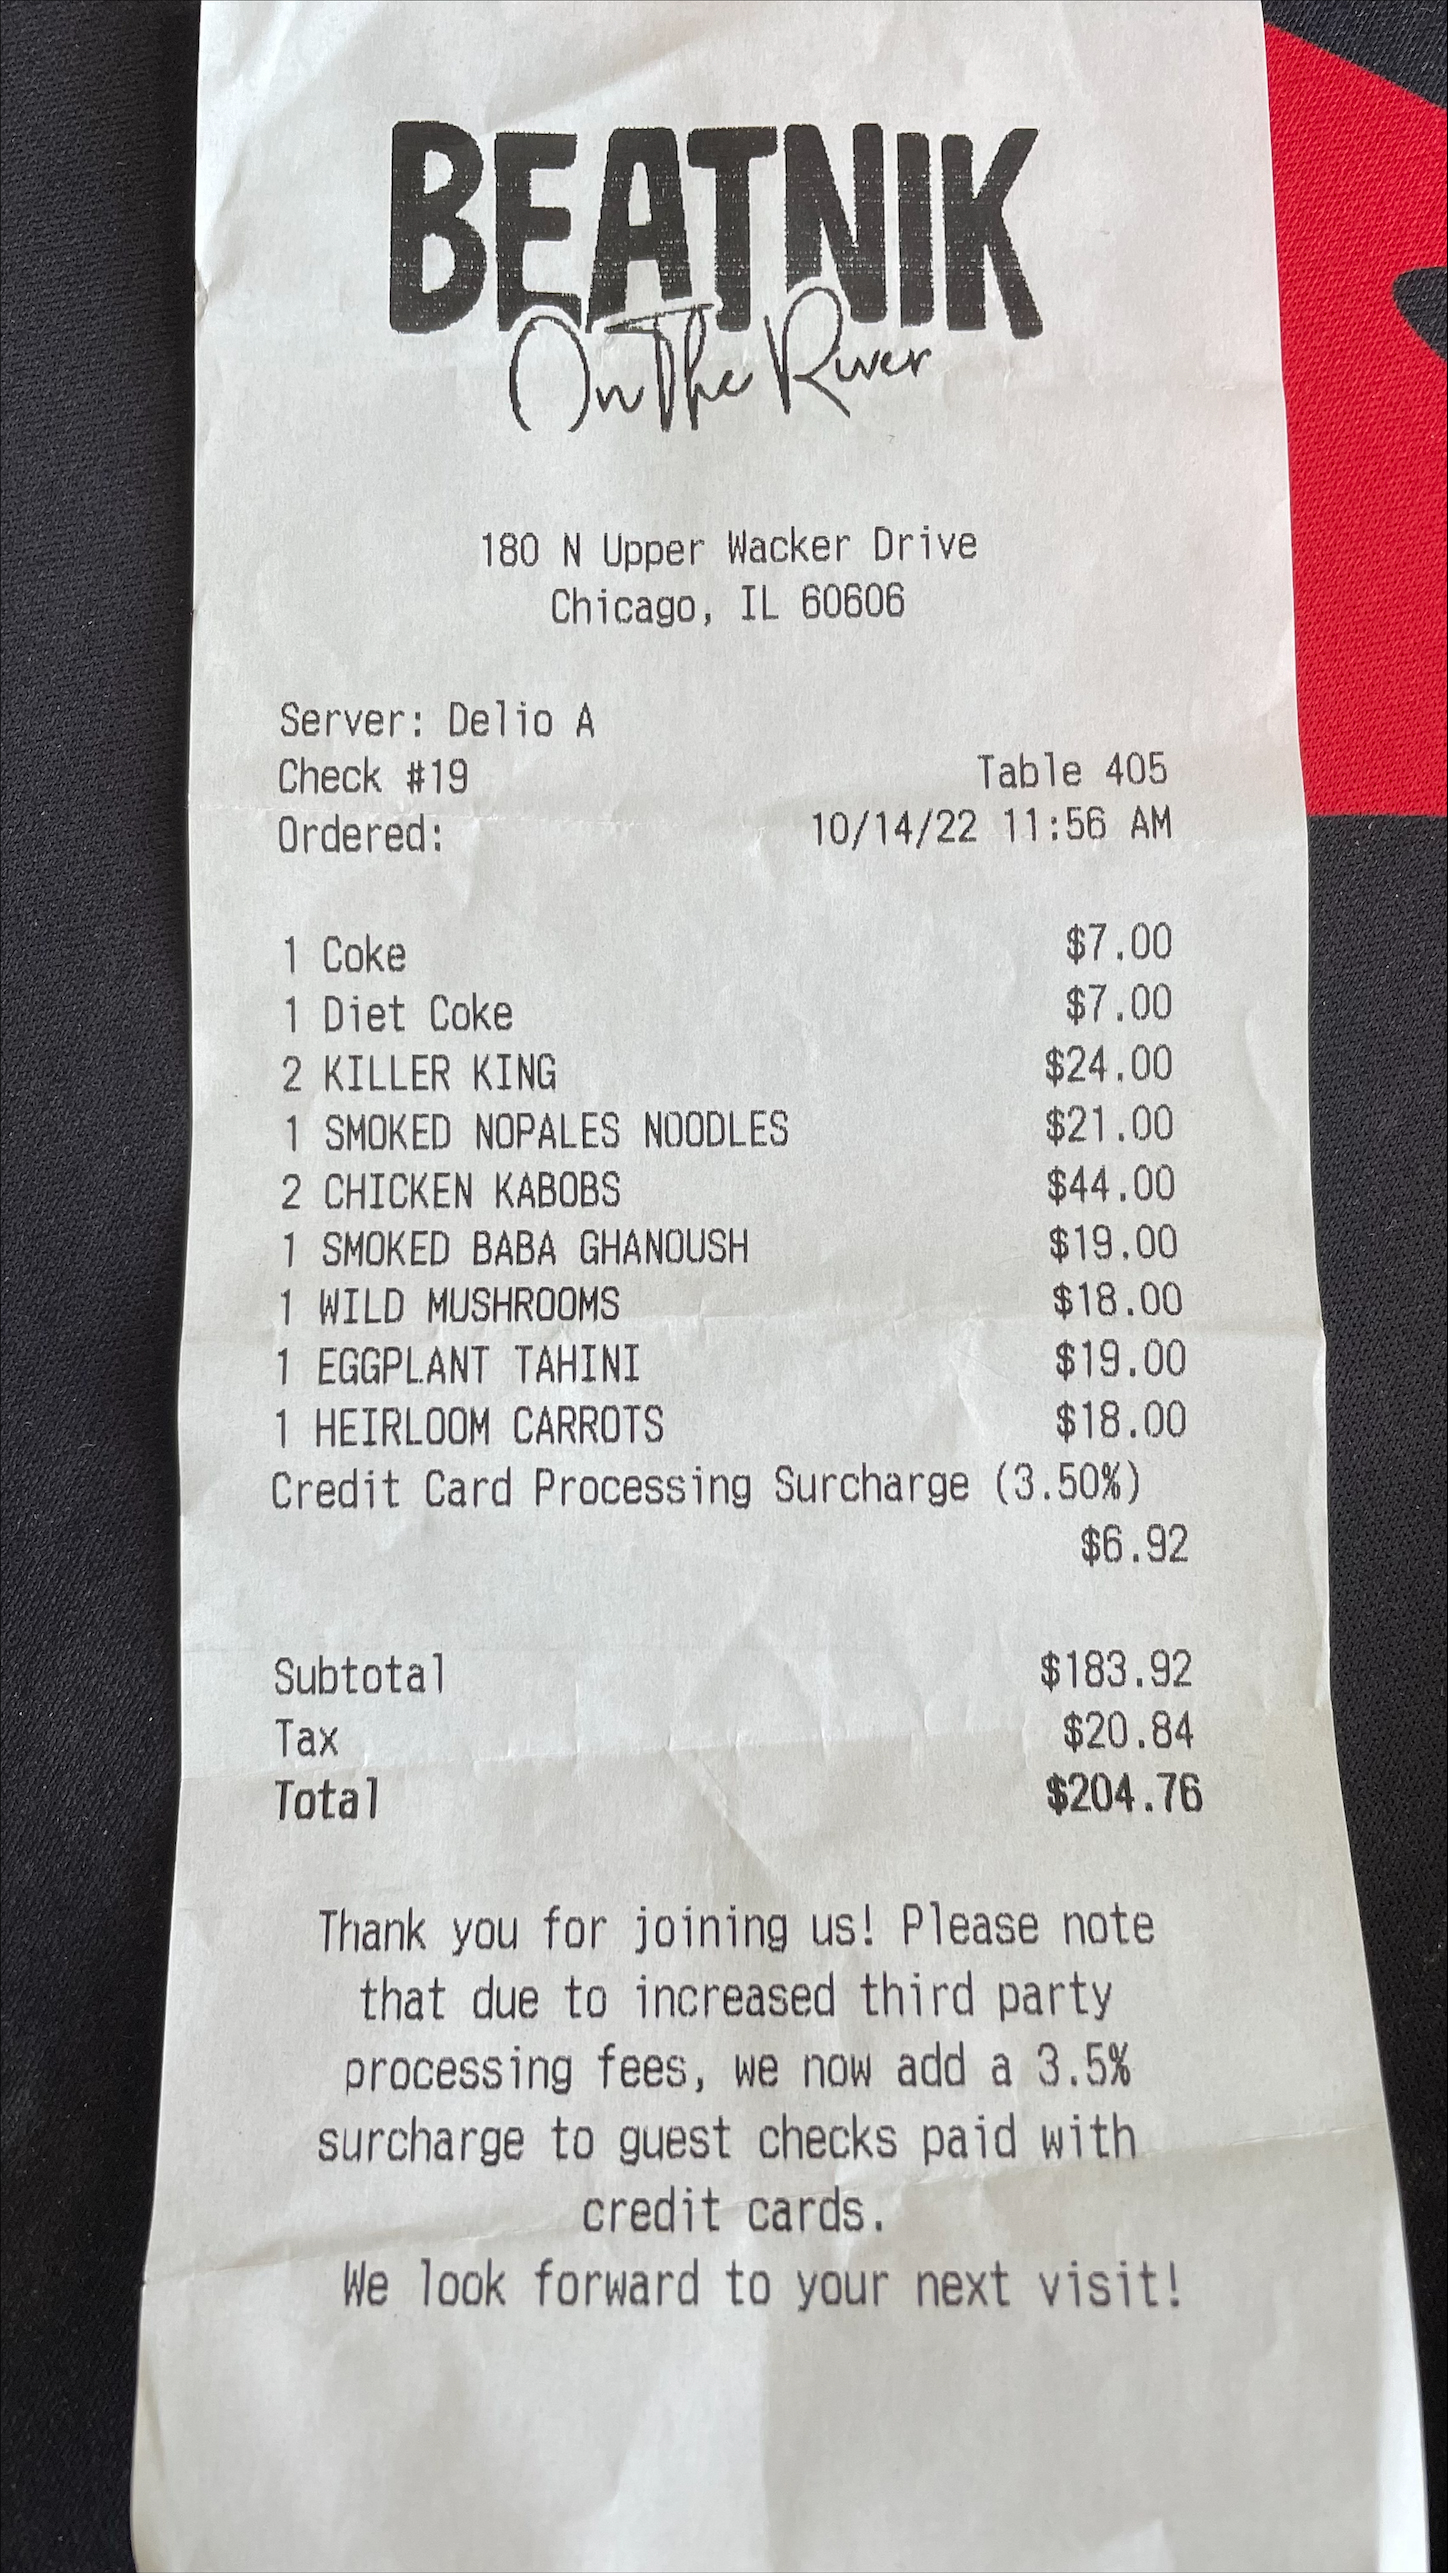 BEATNIK
On The River
180 N Upper Wacker Drive
Chicago, IL 60606
Server: Delio A
Check #19 Table 405
Ordered: 10/14/22 11:56 AM
1 Coke $7.00
1 Diet Coke $7.00
2 KILLER KING $24.00
1 SMOKED NOPALES NOODLES $21.00
2 CHICKEN KABOBS $44.00
1 SMOKED BABA GHANOUSH $19.00
1 WILD MUSHROOMS $18.00
1 EGGPLANT TAHINI $19.00
1 HEIRLOOM CARROTS $18.00
Credit Card Processing Surcharge (3.50%)
$6.92
Subtotal $183.92
Tax $20.84
Total $204.76
Thank you for joining us! Please note
that due to increased third party
processing fees, we now add a 3.5%
surcharge to guest checks paid with
credit cards.
We look forward to your next visit!